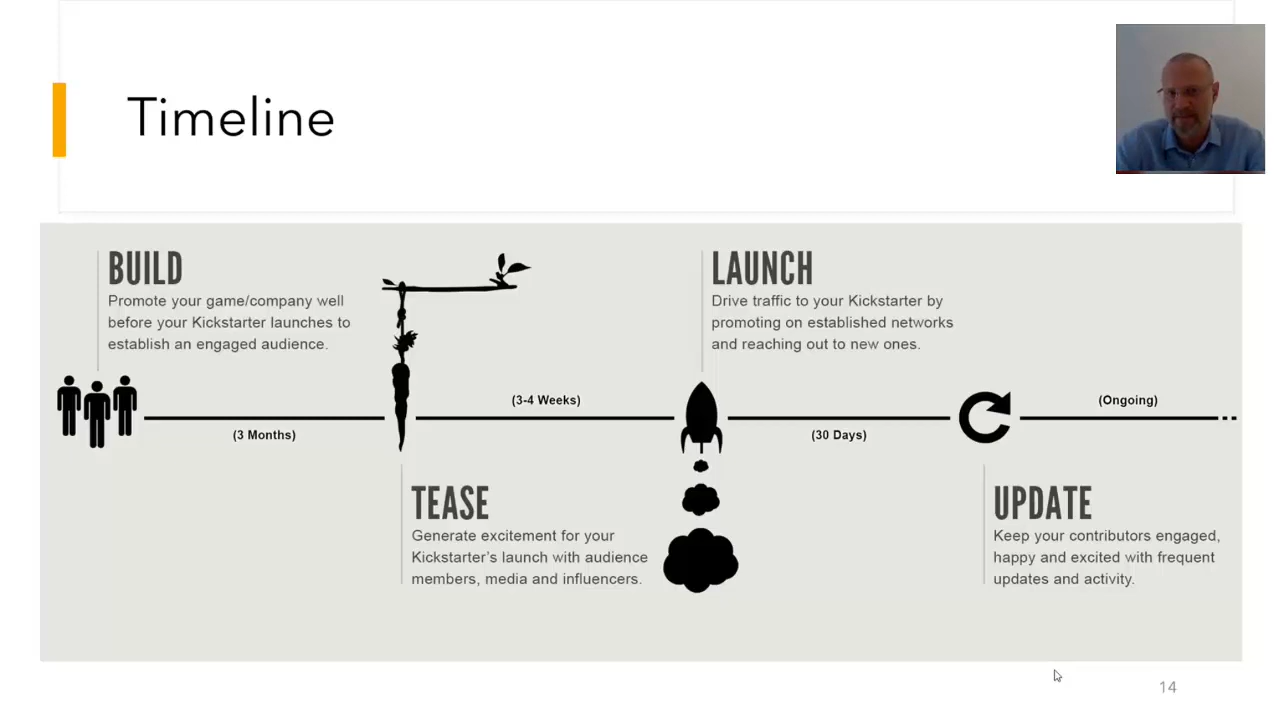 Timeline
BUILD
Promote your game/company well
before your Kickstarter launches to
establish an engaged audience.
(3 Months)
TEASE
Generate excitement for your
Kickstarter's launch with audience
members, media and influencers.
(3-4 Weeks)
LAUNCH
Drive traffic to your Kickstarter by
promoting on established networks
and reaching out to new ones.
(30 Days)
UPDATE
Keep your contributors engaged,
happy and excited with frequent
updates and activity.
(Ongoing)
14